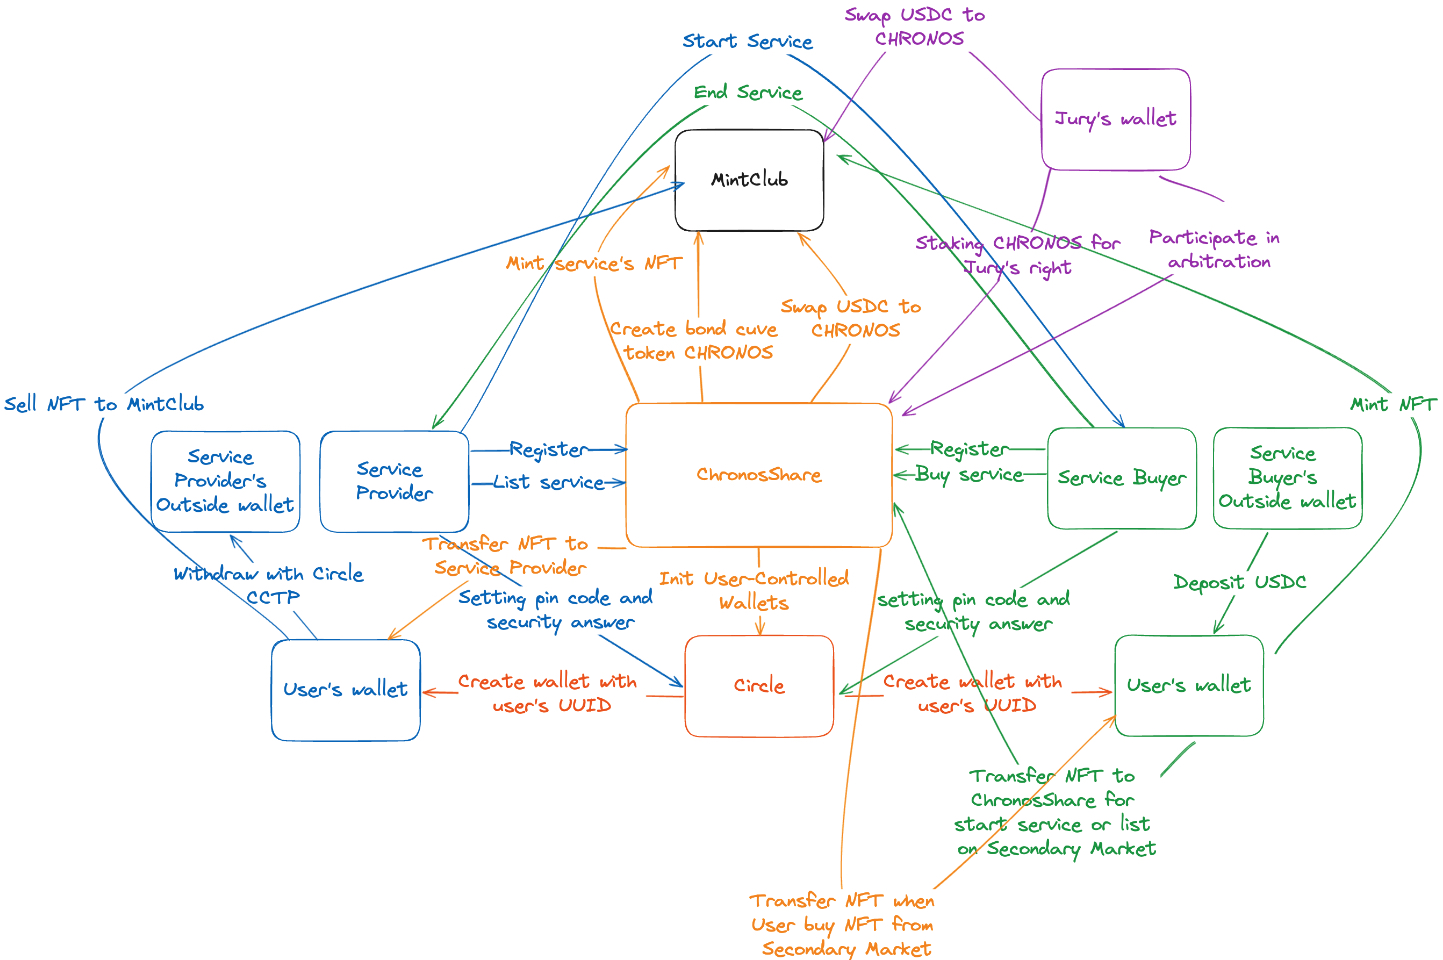 Swap USDC to
CHRONOS
Start Service
End Service
Jury's wallet
MintClub
Staking CHRONOS for
Jury's right
Participate in
arbitration
Mint service's NFT
Swap USDC to
CHRONOS
Create bond cuve
token CHRONOS
Sell NFT to MintClub
Mint NFT
Service
Provider's
Outside wallet
Service
Provider
Register
List service
ChronosShare
Register
Buy service
Service Buyer
Service
Buyer's
Outside wallet
Transfer NFT to
Service Provider
Withdraw with Circle
CCTP
Setting pin code and
security answer
Init User-Controlled
Wallets
setting pin code and
security answer
Deposit USDC
User's wallet
Create wallet with
user's UUID
Circle
Create wallet with
user's UUID
User's wallet
Transfer NFT to
ChronosShare for
start service or list
on Secondary Market
Transfer NFT when
User buy NFT from
Secondary Market